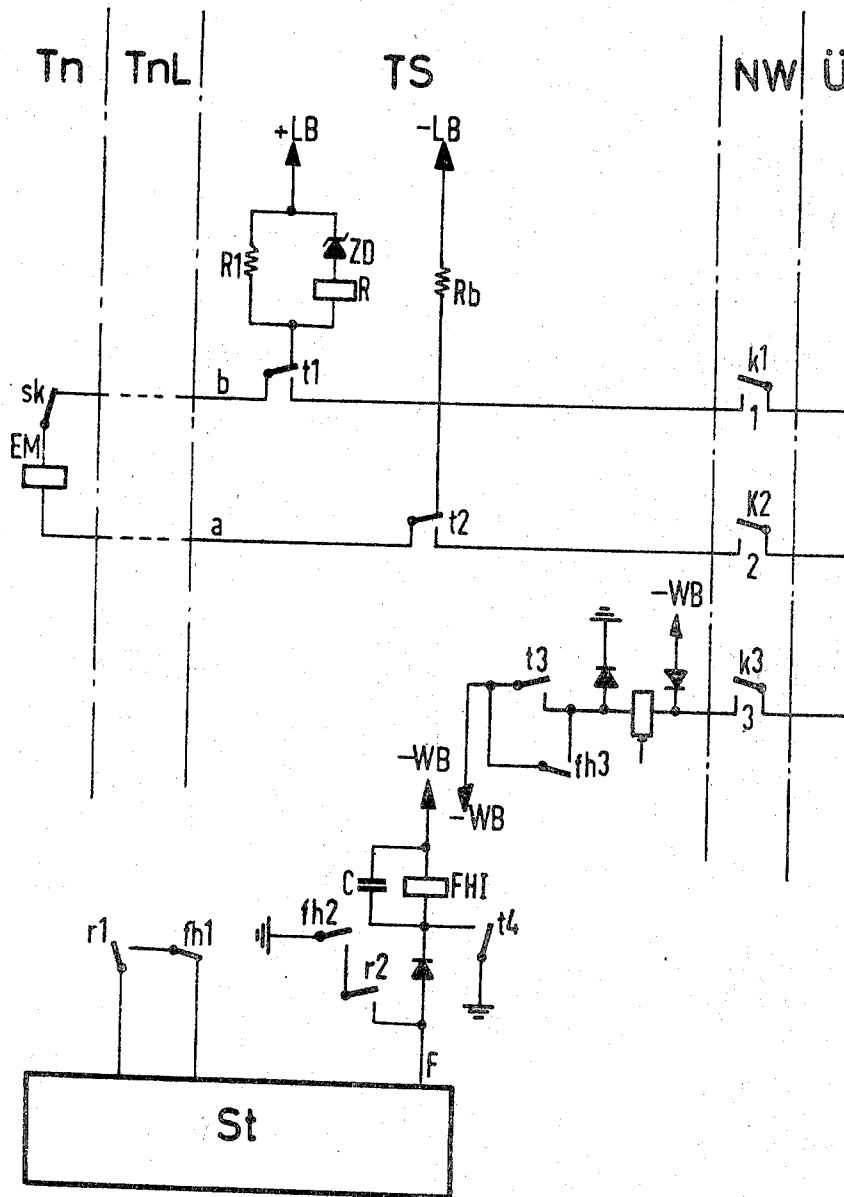 Tn TnL TS NW Ü
+LB -LB
R1 ZD
R Rb
sk b t1 k1
EM 1
a t2 K2
2
-WB
t3 k3
3
-WB fh3
-WB
C FHI
r1 fh1 fh2 t4
r2
F
St